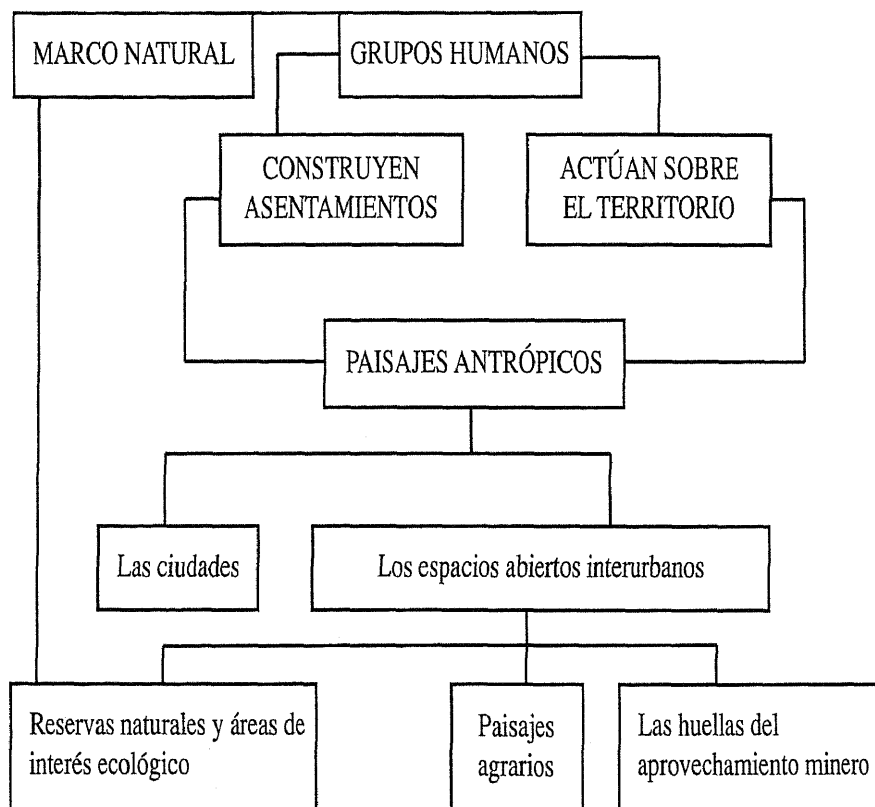 MARCO NATURAL
GRUPOS HUMANOS
CONSTRUYEN
ASENTAMIENTOS
ACTÚAN SOBRE
EL TERRITORIO
PAISAJES ANTRÓPICOS
Las ciudades
Los espacios abiertos interurbanos
Reservas naturales y áreas de
interés ecológico
Paisajes
agrarios
Las huellas del
aprovechamiento minero